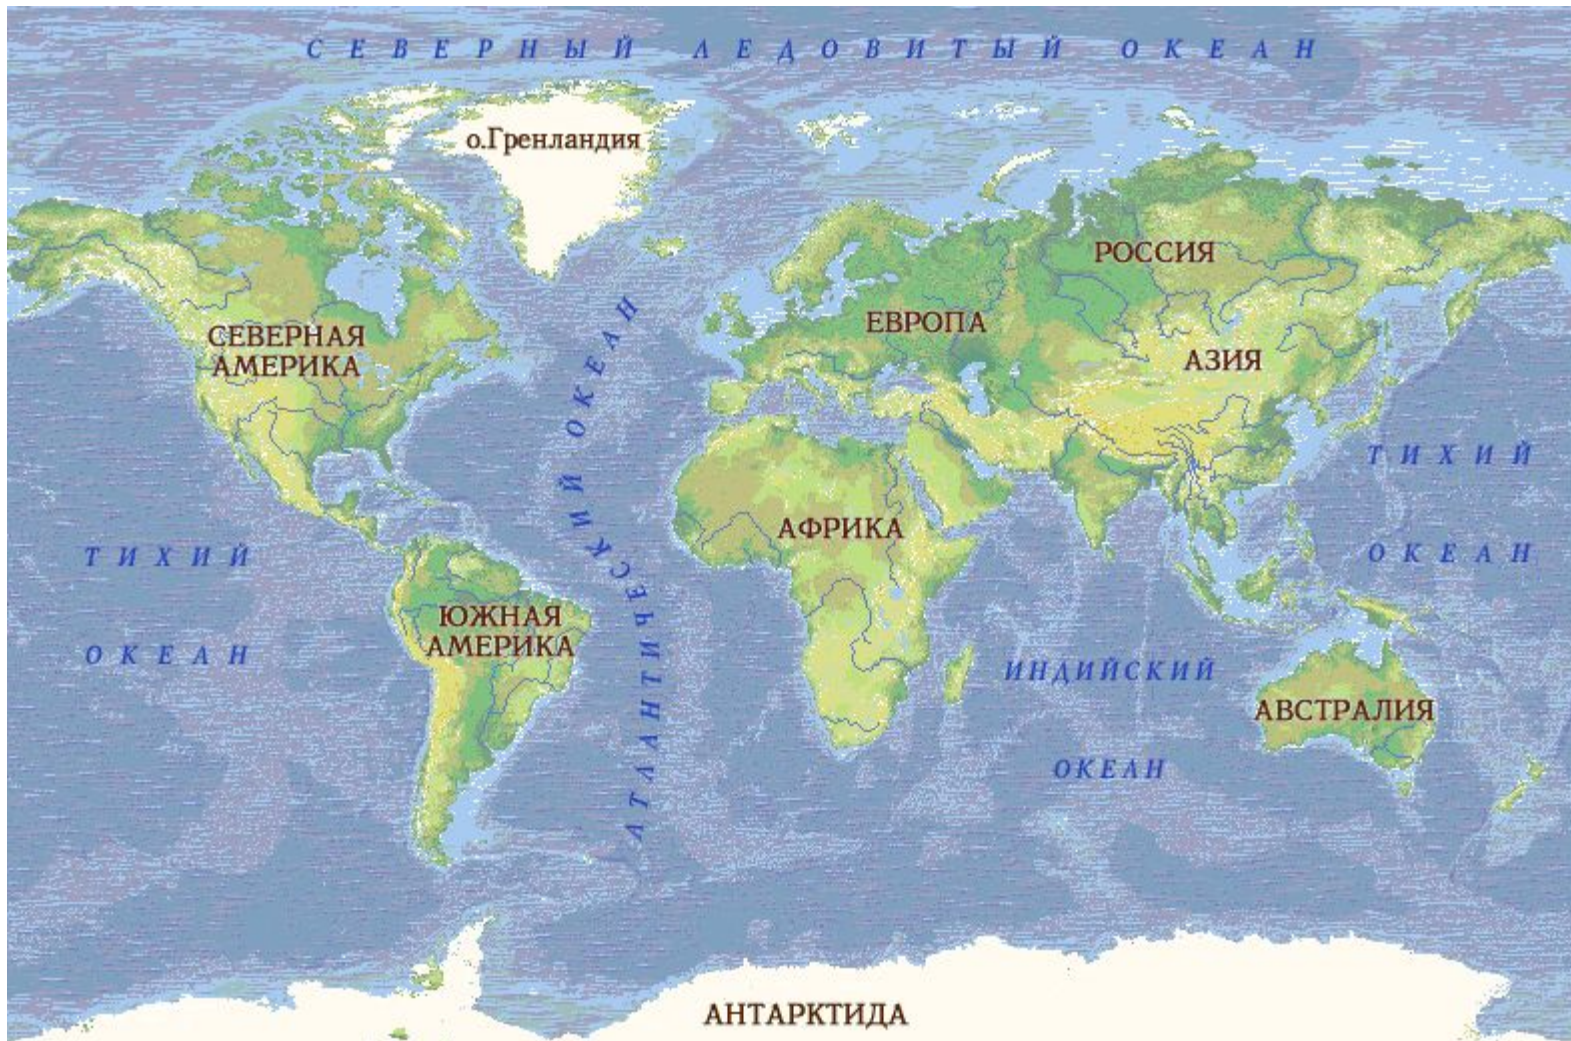 СЕВЕРНЫЙ ЛЕДОВИТЫЙ ОКЕАН
о.Гренландия
РОССИЯ
СЕВЕРНАЯ
АМЕРИКА
ЕВРОПА
АЗИЯ
АТЛАНТИЧЕСКИЙ ОКЕАН
ТИХИЙ
ОКЕАН
АФРИКА
ТИХИЙ
ОКЕАН
ЮЖНАЯ
АМЕРИКА
ИНДИЙСКИЙ
ОКЕАН
АВСТРАЛИЯ
АНТАРКТИДА